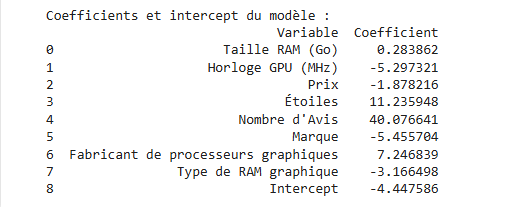 Coefficients et intercept du modèle :
Variable Coefficient
0 Taille RAM (Go) 0.283862
1 Horloge GPU (MHz) -5.297321
2 Prix -1.878216
3 Étoiles 11.235948
4 Nombre d'Avis 40.076641
5 Marque -5.455704
6 Fabricant de processeurs graphiques 7.246839
7 Type de RAM graphique -3.166498
8 Intercept -4.447586